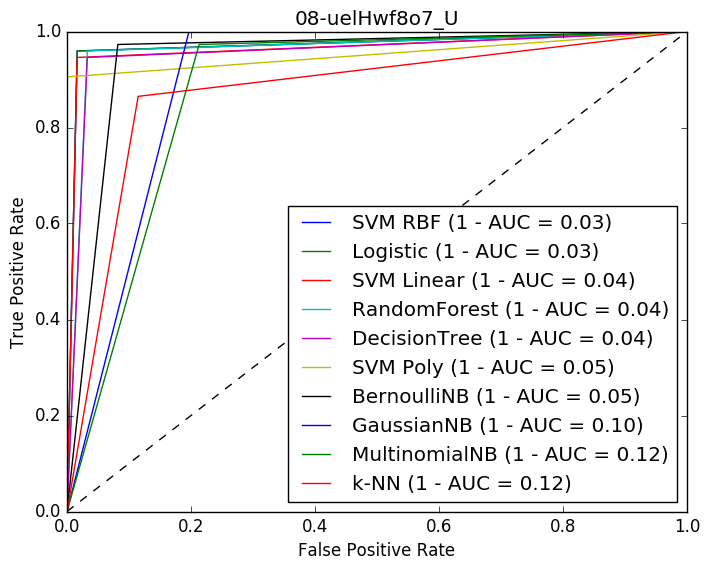 08-uelHwf8o7_U
1.0
0.8
0.6
0.4
0.2
0.0
True Positive Rate
SVM RBF (1 - AUC = 0.03)
Logistic (1 - AUC = 0.03)
SVM Linear (1 - AUC = 0.04)
RandomForest (1 - AUC = 0.04)
DecisionTree (1 - AUC = 0.04)
SVM Poly (1 - AUC = 0.05)
BernoulliNB (1 - AUC = 0.05)
GaussianNB (1 - AUC = 0.10)
MultinomialNB (1 - AUC = 0.12)
k-NN (1 - AUC = 0.12)
0.0 0.2 0.4 0.6 0.8 1.0
False Positive Rate